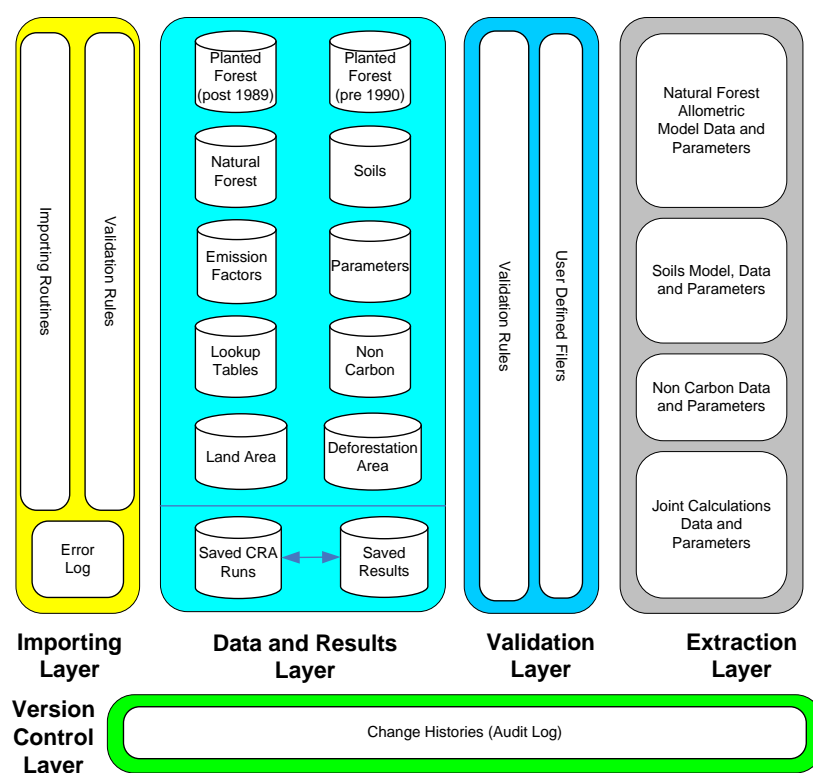 Importing Routines
Validation Rules
Error
Log
Planted
Forest
(post 1989)
Planted
Forest
(pre 1990)
Natural
Forest
Soils
Emission
Factors
Parameters
Lookup
Tables
Non
Carbon
Land Area
Deforestation
Area
Saved CRA
Runs
Saved
Results
Validation Rules
User Defined Filers
Natural Forest
Allometric
Model Data and
Parameters
Soils Model, Data
and Parameters
Non Carbon Data
and Parameters
Joint Calculations
Data and
Parameters
Importing
Layer
Data and Results
Layer
Validation
Layer
Extraction
Layer
Version
Control
Layer
Change Histories (Audit Log)